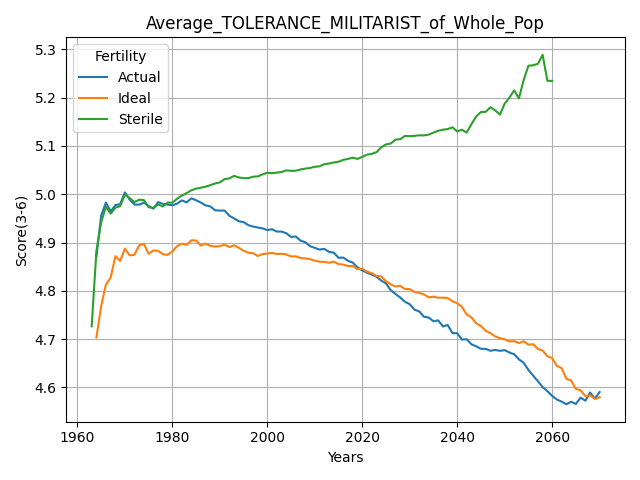 Average_TOLERANCE_MILITARIST_of_Whole_Pop
Fertility
Actual
Ideal
Sterile
Score(3-6)
5.3
5.2
5.1
5.0
4.9
4.8
4.7
4.6
1960
1980
2000
2020
2040
2060
Years